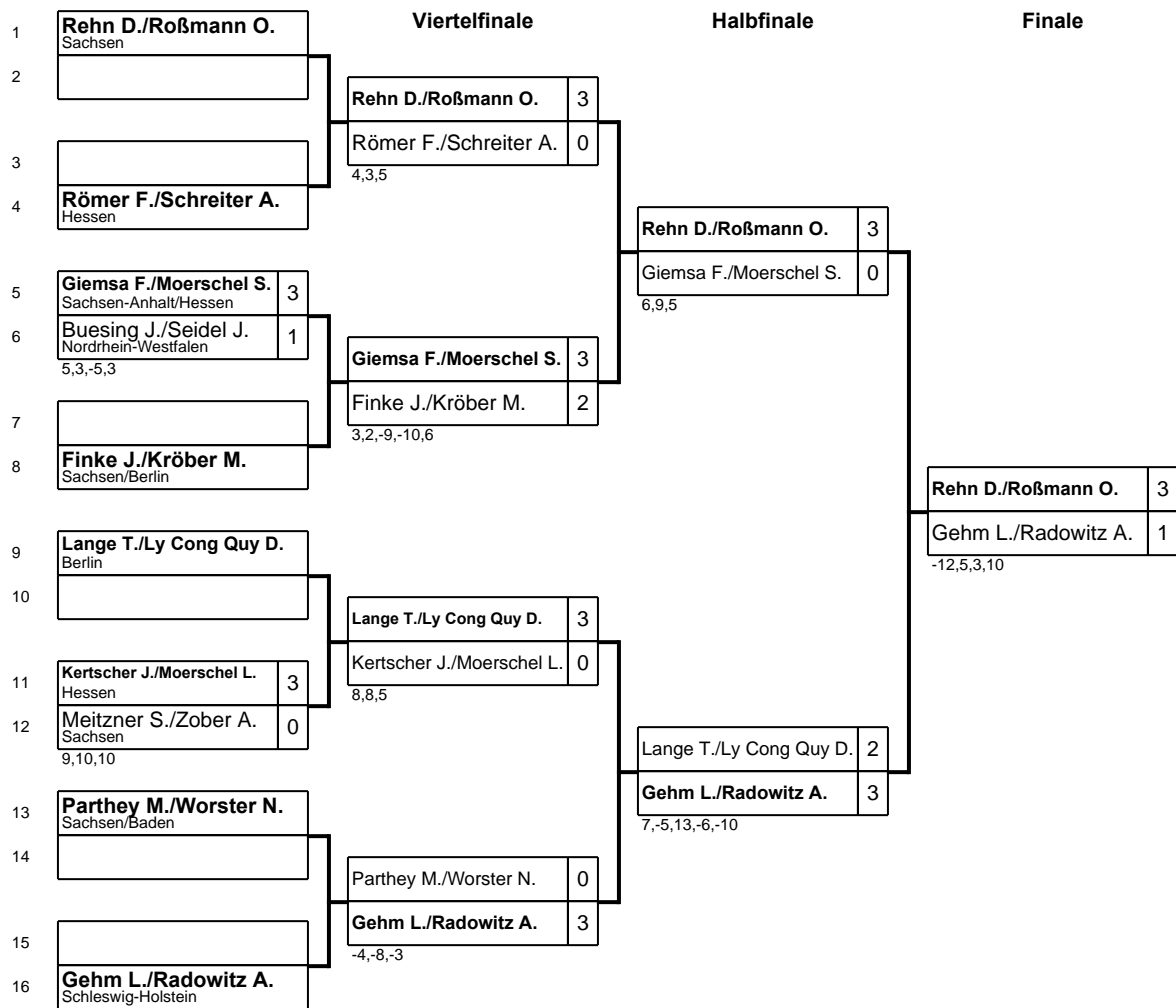 Viertelfinale
Halbfinale
Finale
1
Rehn D./Roßmann O.
Sachsen
2
3
4
Römer F./Schreiter A.
Hessen
5
Giemsa F./Moerschel S. 3
Sachsen-Anhalt/Hessen
6
Buesing J./Seidel J. 1
Nordrhein-Westfalen
5,3,-5,3
7
8
Finke J./Kröber M.
Sachsen/Berlin
9
Lange T./Ly Cong Quy D.
Berlin
10
11
Kertscher J./Moerschel L. 3
Hessen
12
Meitzner S./Zober A. 0
Sachsen
9,10,10
13
Parthey M./Worster N.
Sachsen/Baden
14
15
16
Gehm L./Radowitz A.
Schleswig-Holstein
Rehn D./Roßmann O. 3
Römer F./Schreiter A. 0
4,3,5
Giemsa F./Moerschel S. 3
Finke J./Kröber M. 2
3,2,-9,-10,6
Lange T./Ly Cong Quy D. 3
Kertscher J./Moerschel L. 0
8,8,5
Parthey M./Worster N. 0
Gehm L./Radowitz A. 3
-4,-8,-3
Rehn D./Roßmann O. 3
Giemsa F./Moerschel S. 0
6,9,5
Lange T./Ly Cong Quy D. 2
Gehm L./Radowitz A. 3
7,-5,13,-6,-10
Rehn D./Roßmann O. 3
Gehm L./Radowitz A. 1
-12,5,3,10